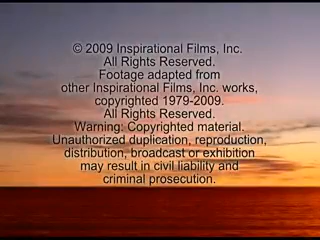 © 2009 Inspirational Films, Inc.
All Rights Reserved.
Footage adapted from
other Inspirational Films, Inc. works,
copyrighted 1979-2009.
All Rights Reserved.
Warning: Copyrighted material.
Unauthorized duplication, reproduction,
distribution, broadcast or exhibition
may result in civil liability and
criminal prosecution.